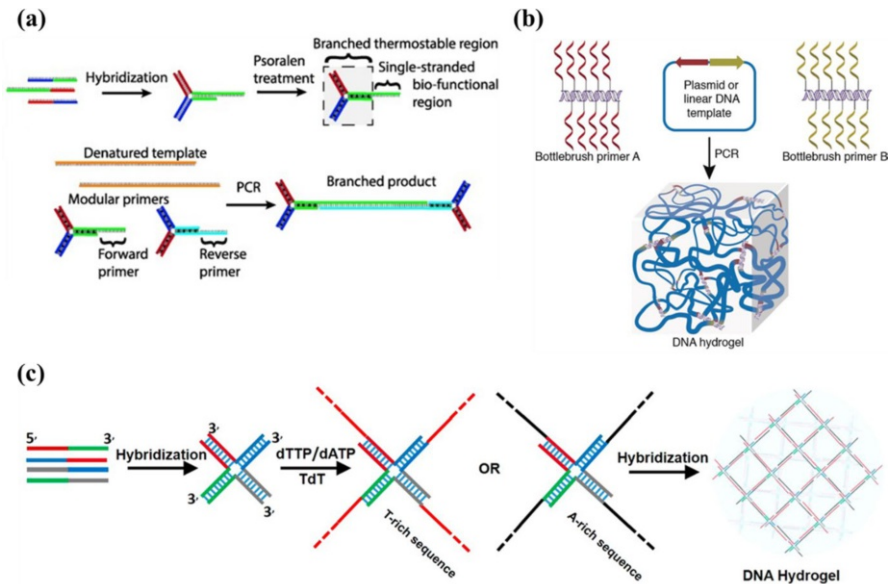 (a)
Hybridization
Psoralen
treatment
Branched thermostable region
Single-stranded
bio-functional
region
Denatured template
Modular primers
PCR
Branched product
Forward
primer
Reverse
primer
(b)
Plasmid or
linear DNA
template
Bottlebrush primer A
Bottlebrush primer B
PCR
DNA hydrogel
(c)
5′ 3′
Hybridization
3′
3′
3′
3′
dTTP/dATP
TdT
T-rich sequence
OR
A-rich sequence
Hybridization
DNA Hydrogel